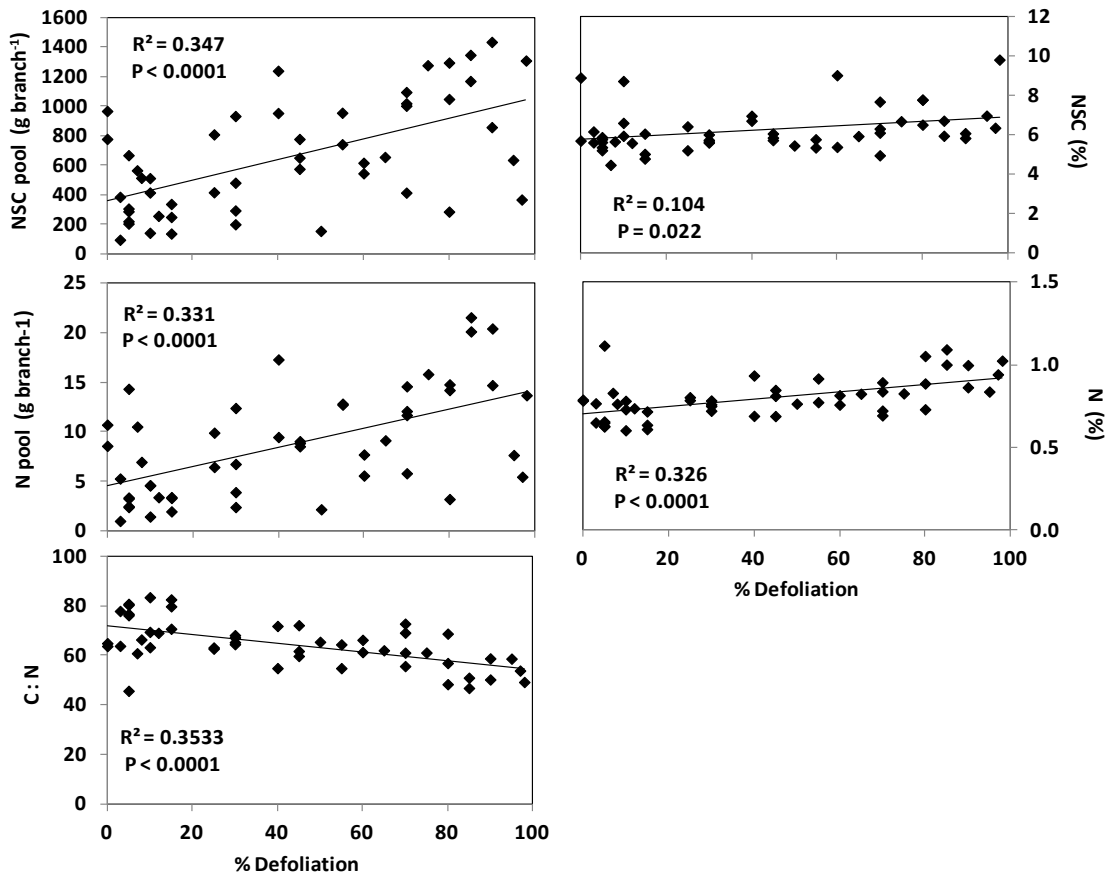 NSC pool (g branch⁻¹)
1600
1400
1200
1000
800
600
400
200
0
R² = 0.347
P < 0.0001
12
10
8
6
4
2
0
NSC (%)
R² = 0.104
P = 0.022
N pool (g branch-1)
25
20
15
10
5
0
R² = 0.331
P < 0.0001
1.5
1.0
0.5
0.0
N (%)
R² = 0.326
P < 0.0001
0 20 40 60 80 100
% Defoliation
C : N
100
80
60
40
20
0
R² = 0.3533
P < 0.0001
0 20 40 60 80 100
% Defoliation